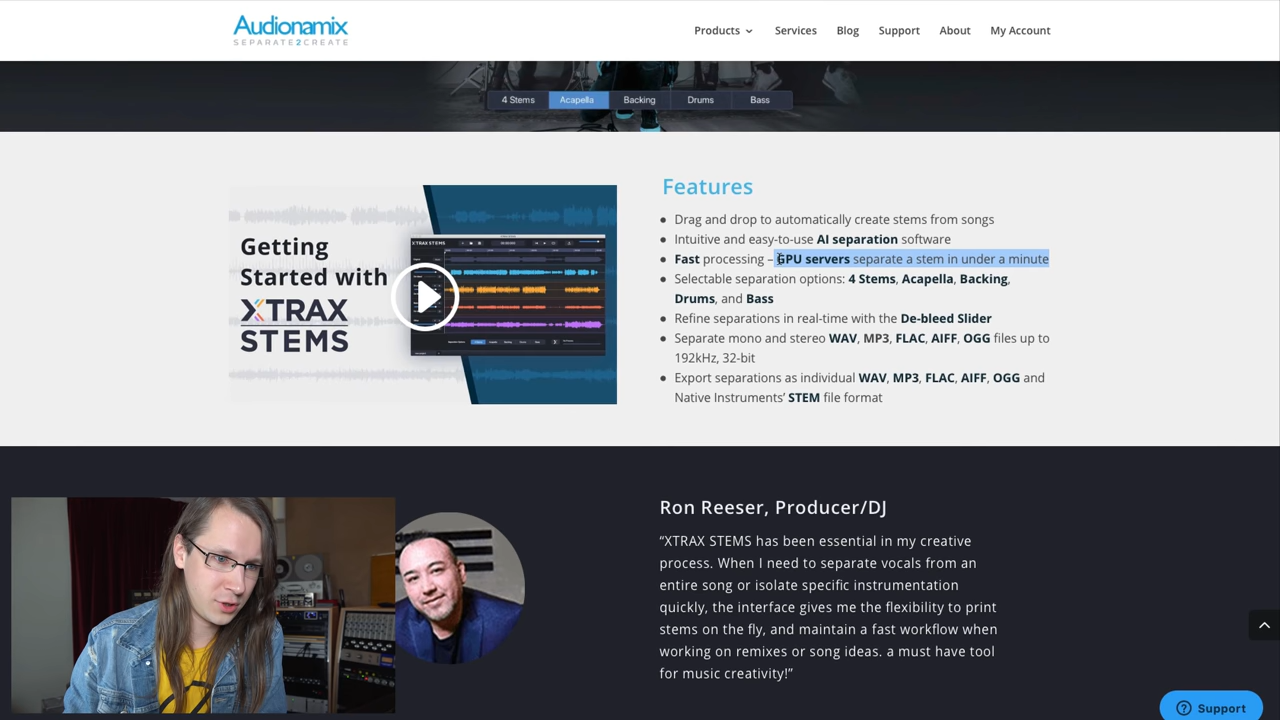 Audionamix
SEPARATE2CREATE
Products
Services
Blog
Support
About
My Account
4 Stems
Acapella
Backing
Drums
Bass
Getting
Started with
XTRAX
STEMS
XTRAX STEMS
Features
Drag and drop to automatically create stems from songs
Intuitive and easy-to-use AI separation software
Fast processing – GPU servers separate a stem in under a minute
Selectable separation options: 4 Stems, Acapella, Backing,
Drums, and Bass
Refine separations in real-time with the De-bleed Slider
Separate mono and stereo WAV, MP3, FLAC, AIFF, OGG files up to
192kHz, 32-bit
Export separations as individual WAV, MP3, FLAC, AIFF, OGG and
Native Instruments’ STEM file format
Ron Reeser, Producer/DJ
“XTRAX STEMS has been essential in my creative
process. When I need to separate vocals from an
entire song or isolate specific instrumentation
quickly, the interface gives me the flexibility to print
stems on the fly, and maintain a fast workflow when
working on remixes or song ideas. a must have tool
for music creativity!”
Support